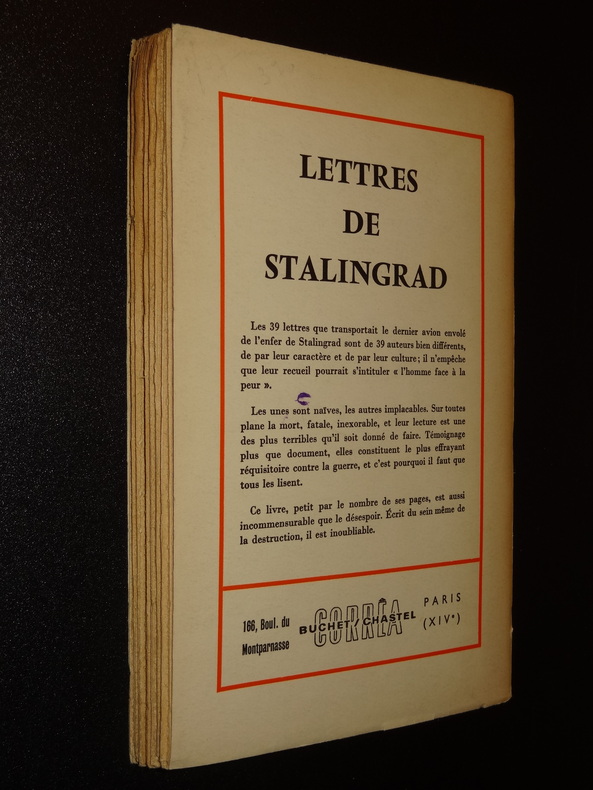 LETTRES
DE
STALINGRAD
Les 39 lettres que transportait le dernier avion envolé
de l'enfer de Stalingrad sont de 39 auteurs bien différents,
de par leur caractère et de par leur culture ; il n'empêche
que leur recueil pourrait s'intituler « l'homme face à la
peur ».
Les unes sont naïves, les autres implacables. Sur toutes
plane la mort, fatale, inexorable, et leur lecture est une
des plus terribles qu'il soit donné de faire. Témoignage
plus que document, elles constituent le plus effrayant
réquisitoire contre la guerre, et c'est pourquoi il faut que
tous les lisent.
Ce livre, petit par le nombre de ses pages, est aussi
incommensurable que le désespoir. Écrit du sein même de
la destruction, il est inoubliable.
166, Boul. du
Montparnasse
CORRÊA
BUCHET/CHASTEL
PARIS
(XIVe)